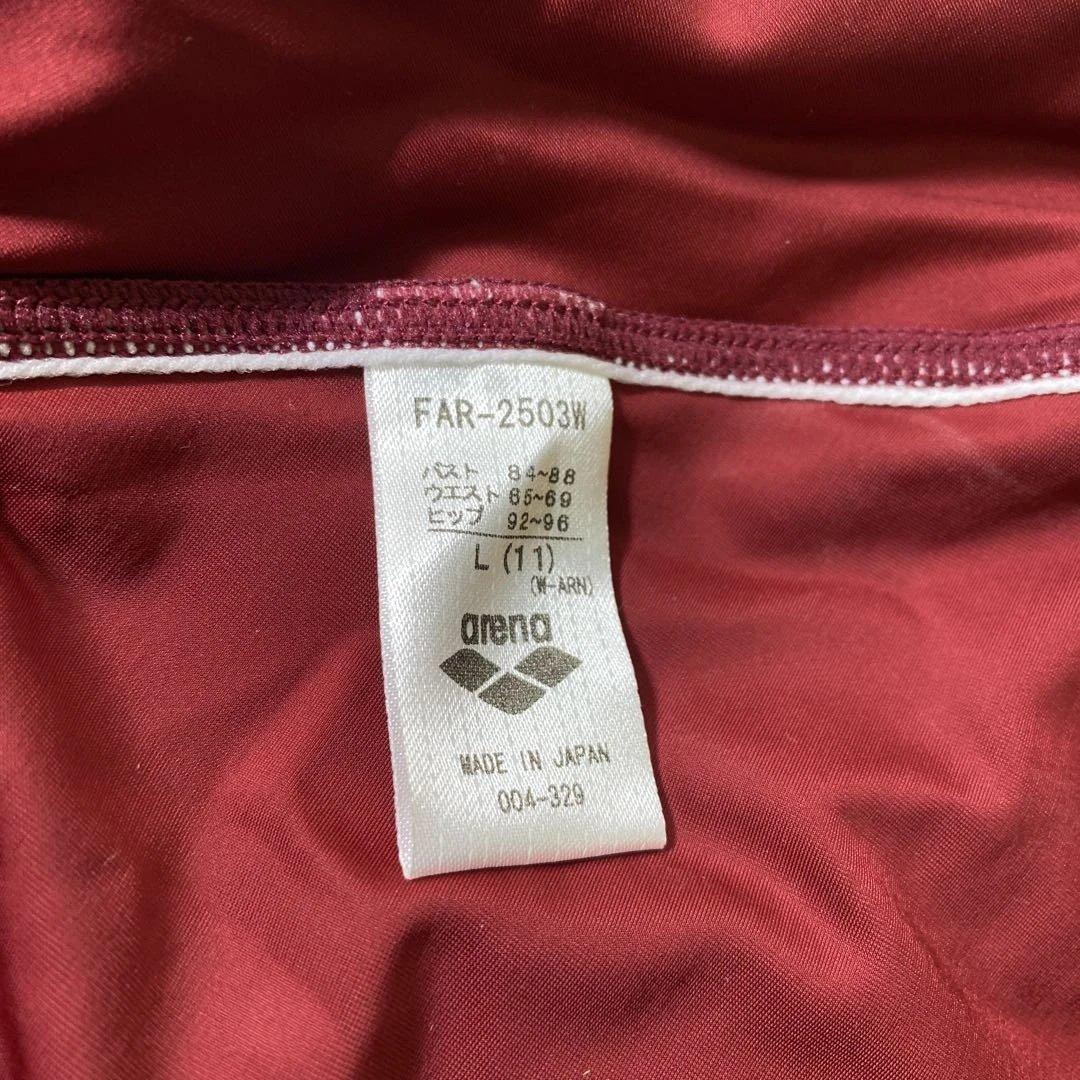 FAR-2503W
バスト 84~88
ウエスト 65~69
ヒップ 92~96
L (11)
(W-ARN)
arena
MADE IN JAPAN
004-329